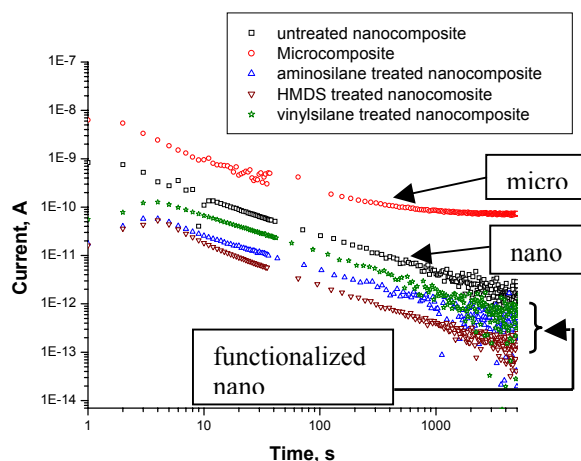 untreated nanocomposite
Microcomposite
aminosilane treated nanocomposite
HMDS treated nanocomosite
vinylsilane treated nanocomposite
1E-7
1E-8
1E-9
1E-10
1E-11
1E-12
1E-13
1E-14
Current, A
micro
nano
functionalized
nano
1
10
100
1000
Time, s